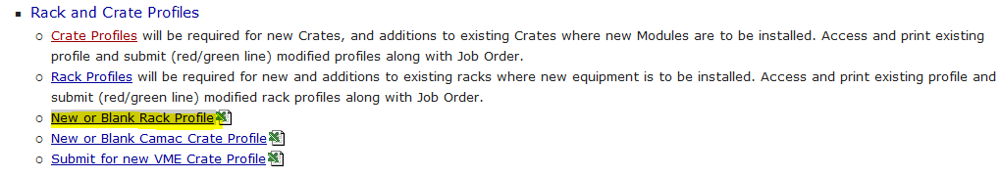 Rack and Crate Profiles
Crate Profiles will be required for new Crates, and additions to existing Crates where new Modules are to be installed. Access and print existing
profile and submit (red/green line) modified profiles along with Job Order.
Rack Profiles will be required for new and additions to existing racks where new equipment is to be installed. Access and print existing profile and
submit (red/green line) modified rack profiles along with Job Order.
New or Blank Rack Profile
New or Blank Camac Crate Profile
Submit for new VME Crate Profile